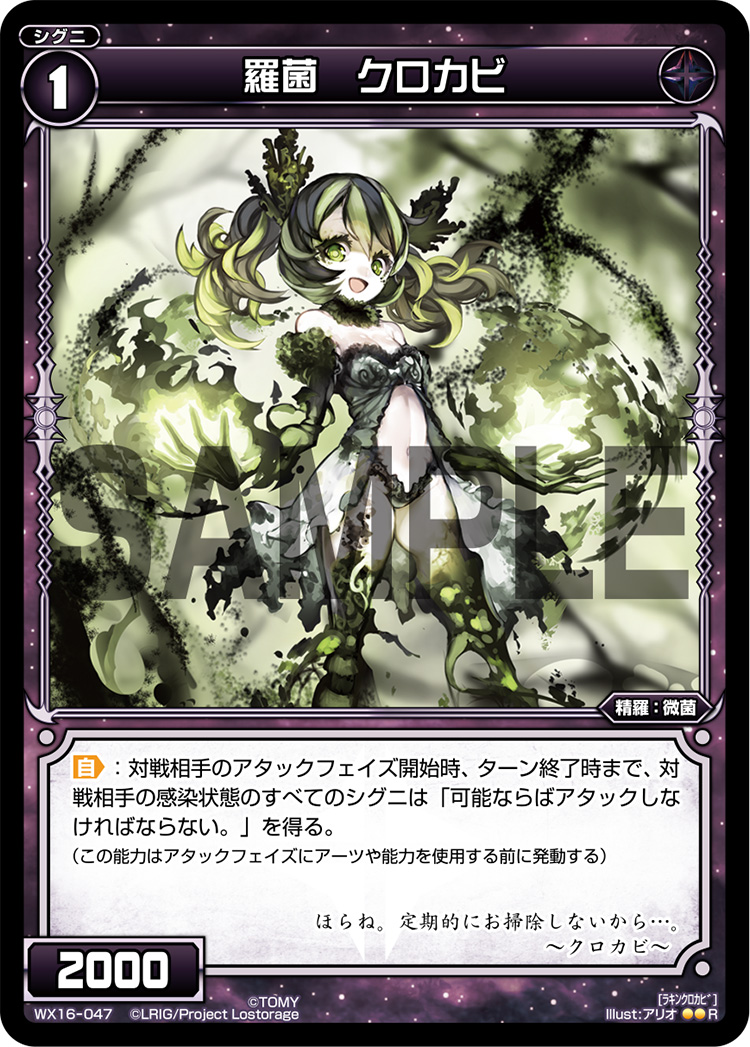 シグニ
1
羅菌 クロカビ
SAMPLE
精羅：微菌
自：対戦相手のアタックフェイズ開始時、ターン終了時まで、対
戦相手の感染状態のすべてのシグニは「可能ならばアタックしな
ければならない。」を得る。
（この能力はアタックフェイズにアーツや能力を使用する前に発動する）
ほらね。定期的にお掃除しないから…。
～クロカビ～
2000
WX16-047 ©LRIG/Project Lostorage
©TOMY
[ラキンクロカビ]
Illust:アリオ R